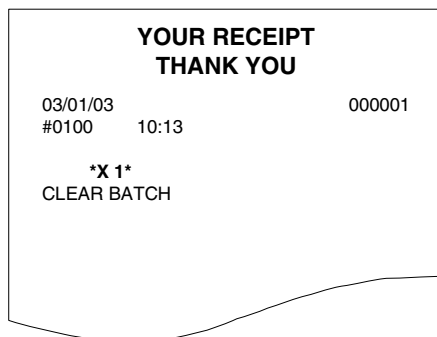 YOUR RECEIPT
THANK YOU
03/01/03 000001
#0100 10:13
*X 1*
CLEAR BATCH